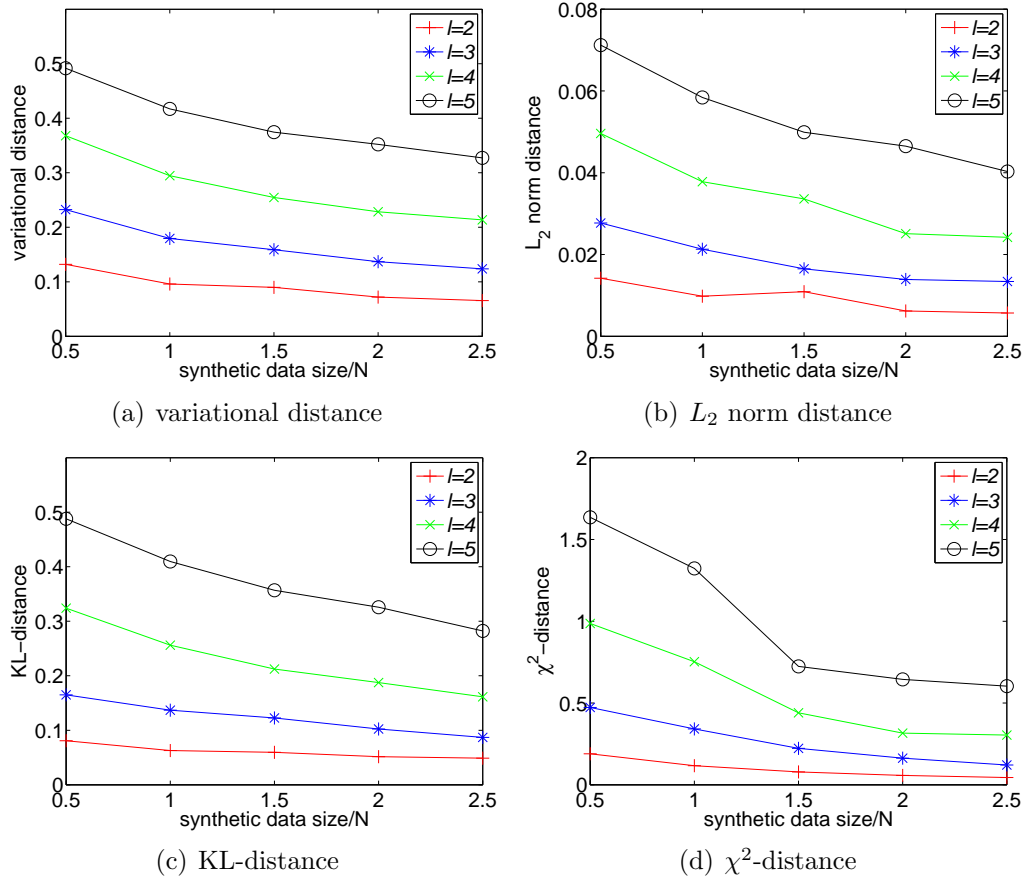 0.5
0.4
0.3
0.2
0.1
0
variational distance
l=2
l=3
l=4
l=5
0.5 1 1.5 2 2.5
synthetic data size/N
(a) variational distance
0.08
0.06
0.04
0.02
0
L₂ norm distance
l=2
l=3
l=4
l=5
0.5 1 1.5 2 2.5
synthetic data size/N
(b) L₂ norm distance
0.5
0.4
0.3
0.2
0.1
0
KL−distance
l=2
l=3
l=4
l=5
0.5 1 1.5 2 2.5
synthetic data size/N
(c) KL-distance
2
1.5
1
0.5
0
χ²−distance
l=2
l=3
l=4
l=5
0.5 1 1.5 2 2.5
synthetic data size/N
(d) χ²-distance